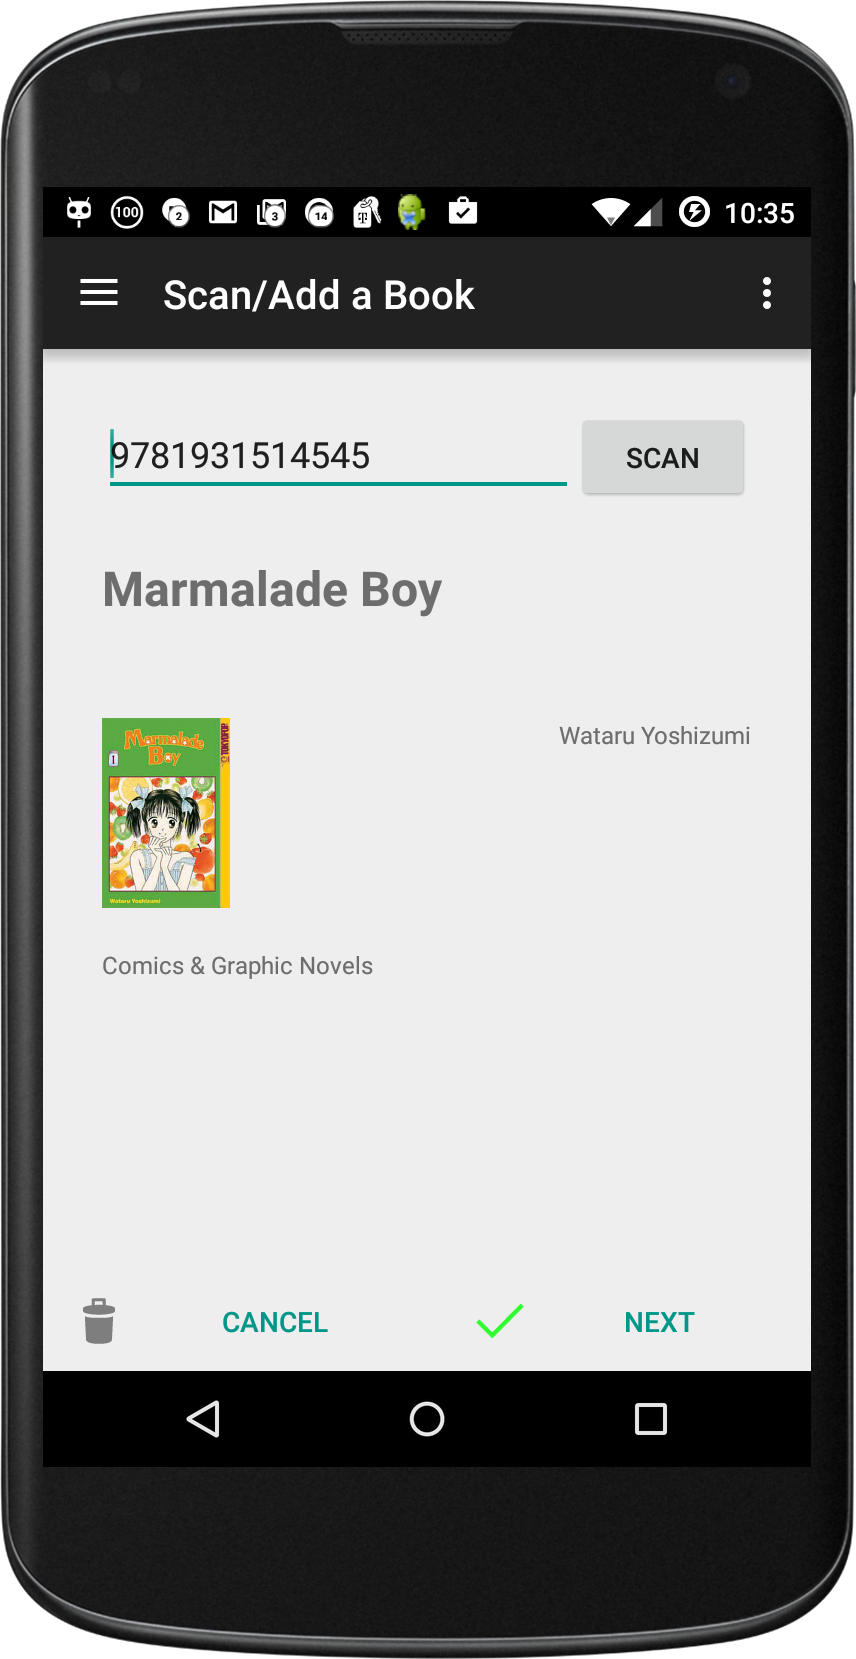 100
2
3
14
10:35
Scan/Add a Book
9781931514545
SCAN
Marmalade Boy
Marmalade
Boy
1
TOKYOPOP
Wataru Yoshizumi
Wataru Yoshizumi
Comics & Graphic Novels
CANCEL
NEXT